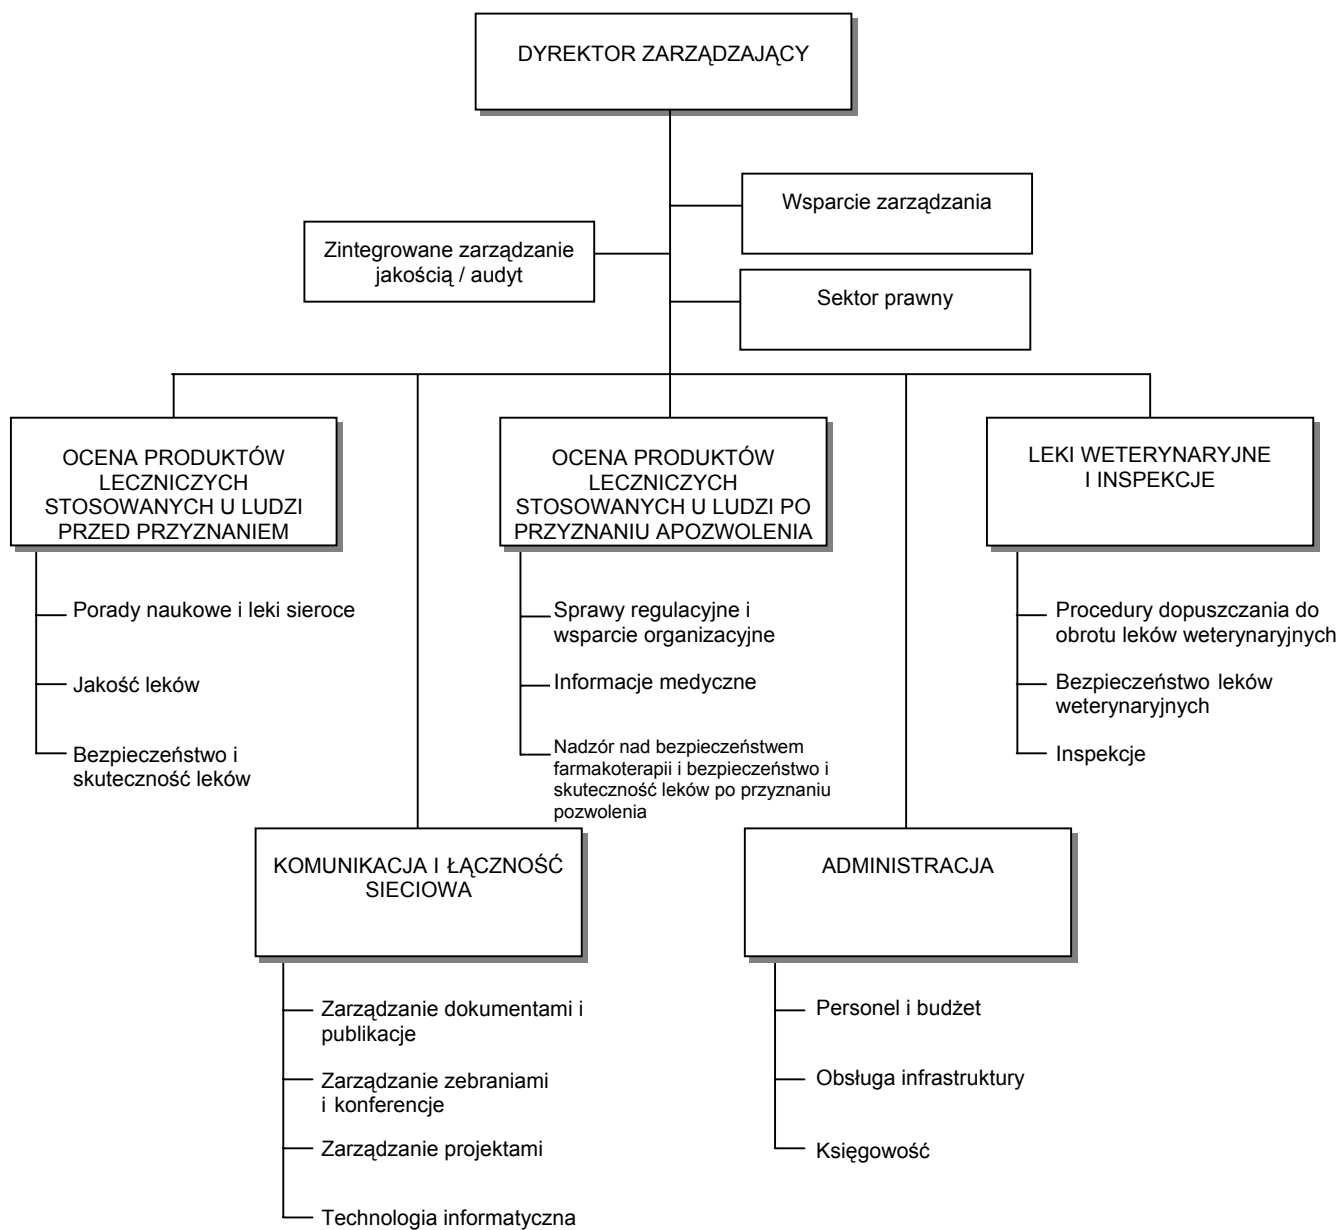 DYREKTOR ZARZĄDZAJĄCY
Wsparcie zarządzania
Zintegrowane zarządzanie
jakością / audyt
Sektor prawny
OCENA PRODUKTÓW
LECZNICZYCH
STOSOWANYCH U LUDZI
PRZED PRZYZNANIEM
Porady naukowe i leki sieroce
Jakość leków
Bezpieczeństwo i
skuteczność leków
OCENA PRODUKTÓW
LECZNICZYCH
STOSOWANYCH U LUDZI PO
PRZYZNANIU APOZWOLENIA
Sprawy regulacyjne i
wsparcie organizacyjne
Informacje medyczne
Nadzór nad bezpieczeństwem
farmakoterapii i bezpieczeństwo i
skuteczność leków po przyznaniu
pozwolenia
LEKI WETERYNARYJNE
I INSPEKCJE
Procedury dopuszczania do
obrotu leków weterynaryjnych
Bezpieczeństwo leków
weterynaryjnych
Inspekcje
KOMUNIKACJA I ŁĄCZNOŚĆ
SIECIOWA
Zarządzanie dokumentami i
publikacje
Zarządzanie zebraniami
i konferencje
Zarządzanie projektami
Technologia informatyczna
ADMINISTRACJA
Personel i budżet
Obsługa infrastruktury
Księgowość